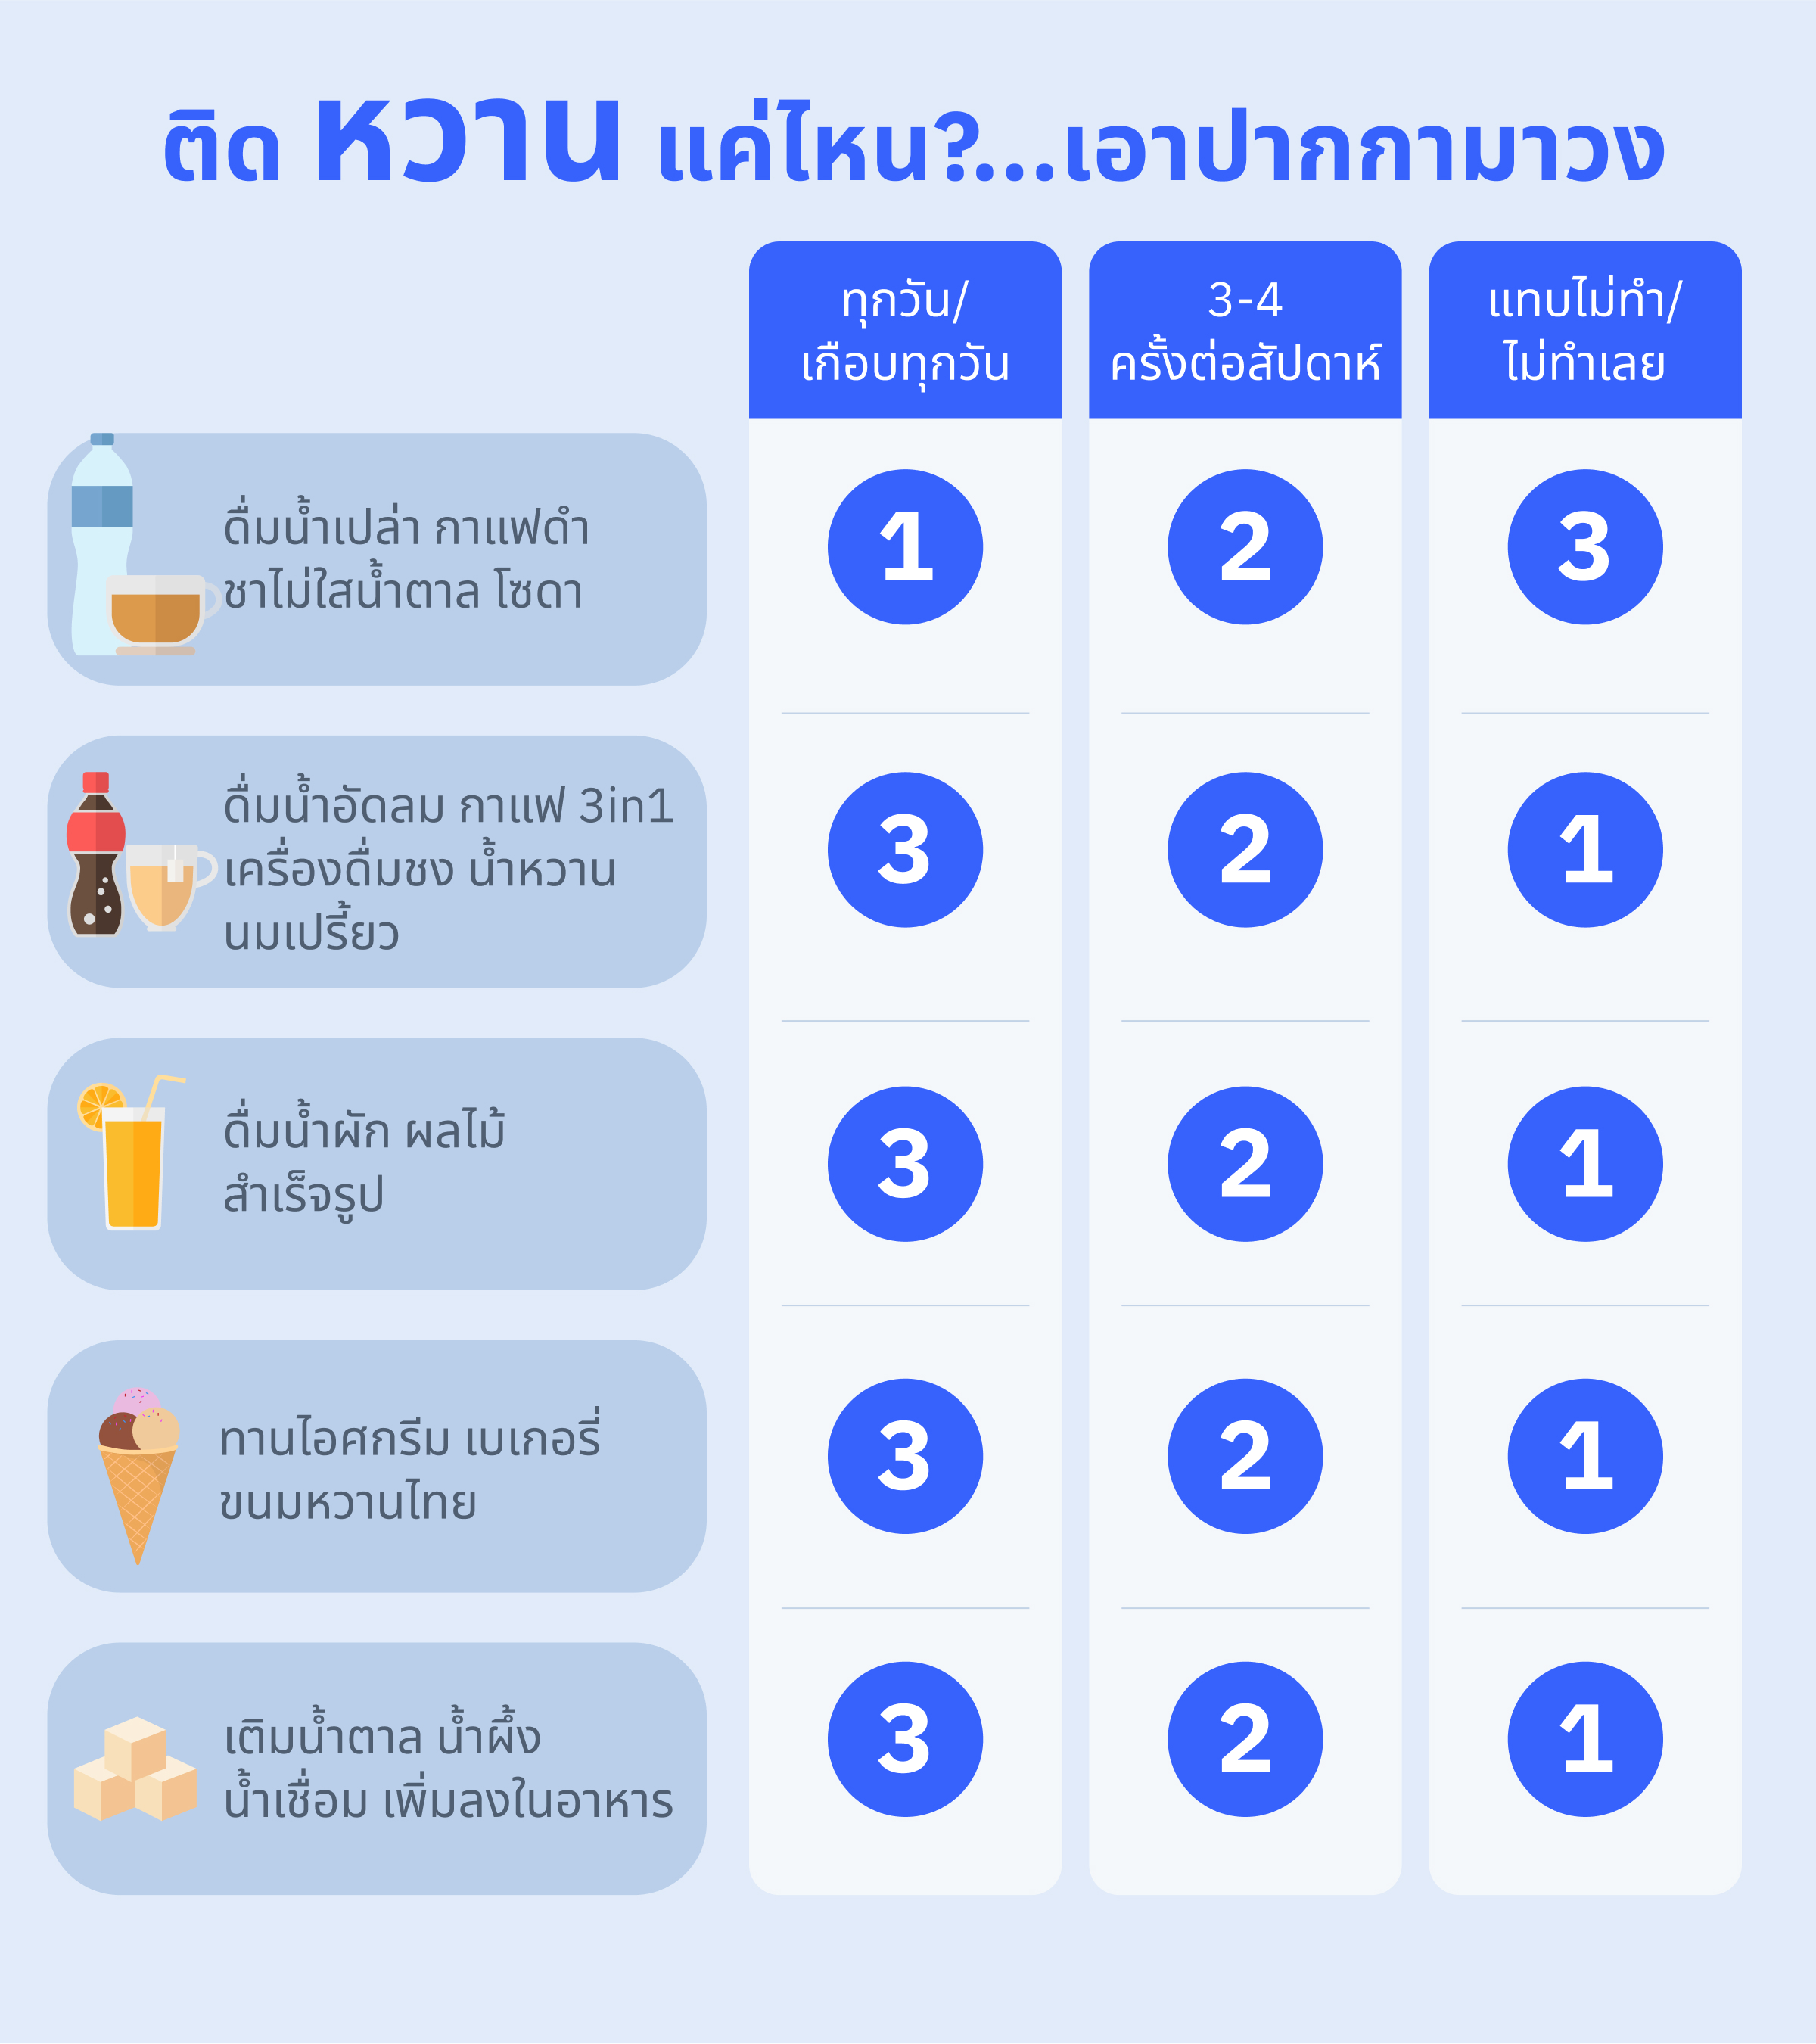 ติด หวาน แค่ไหน?...เอาปากกามาวง
ทุกวัน/
เกือบทุกวัน
3-4
ครั้งต่อสัปดาห์
แทบไม่ทำ/
ไม่ทำเลย
ดื่มน้ำเปล่า กาแฟดำ
ชาไม่ใส่น้ำตาล โซดา
1
2
3
ดื่มน้ำอัดลม กาแฟ 3in1
เครื่องดื่มชง น้ำหวาน
นมเปรี้ยว
3
2
1
ดื่มน้ำผัก ผลไม้
สำเร็จรูป
3
2
1
ทานไอศกรีม เบเกอรี่
ขนมหวานไทย
3
2
1
เติมน้ำตาล น้ำผึ้ง
น้ำเชื่อม เพิ่มลงในอาหาร
3
2
1